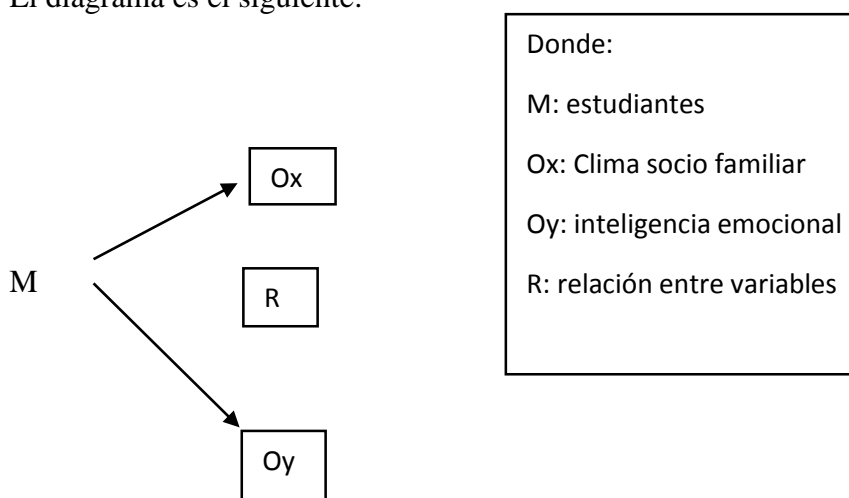 El diagrama es el siguiente:
Donde:
M: estudiantes
Ox: Clima socio familiar
Oy: inteligencia emocional
R: relación entre variables
Ox
M
R
Oy